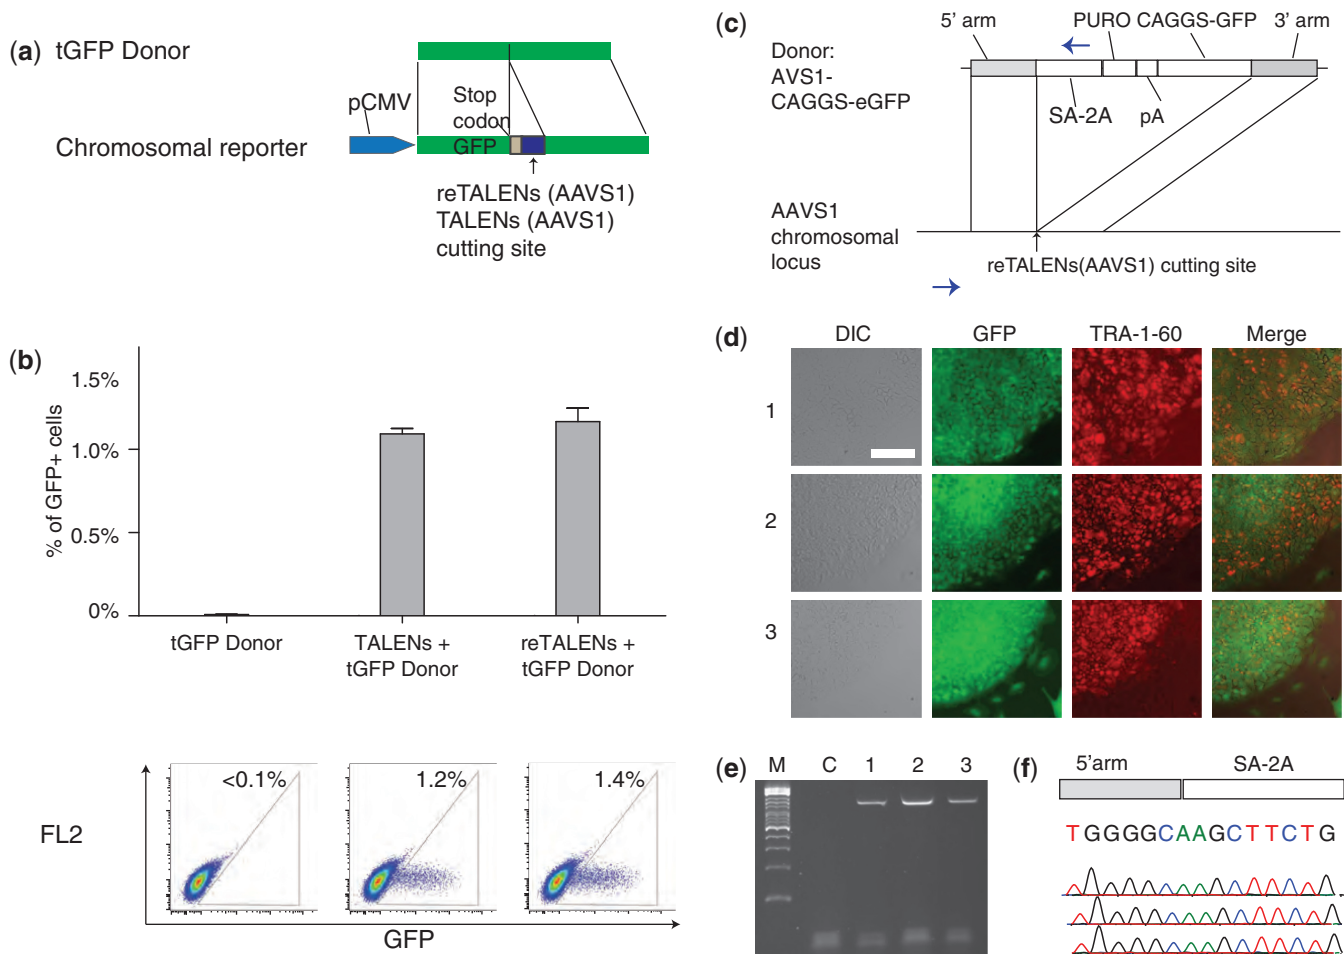 (a)
tGFP Donor
pCMV
Stop
codon
GFP
Chromosomal reporter
reTALENs (AAVS1)
TALENs (AAVS1)
cutting site
(b)
% of GFP+ cells
1.5%
1.0%
0.5%
0%
tGFP Donor
TALENs +
tGFP Donor
reTALENs +
tGFP Donor
<0.1%
1.2%
1.4%
FL2
GFP
(c)
5' arm
PURO CAGGS-GFP
3' arm
Donor:
AVS1-
CAGGS-eGFP
SA-2A
pA
AAVS1
chromosomal
locus
reTALENs(AAVS1) cutting site
(d)
DIC
GFP
TRA-1-60
Merge
1
2
3
(e)
M C 1 2 3
(f)
5'arm
SA-2A
TGGGGCAAGCTTCTG